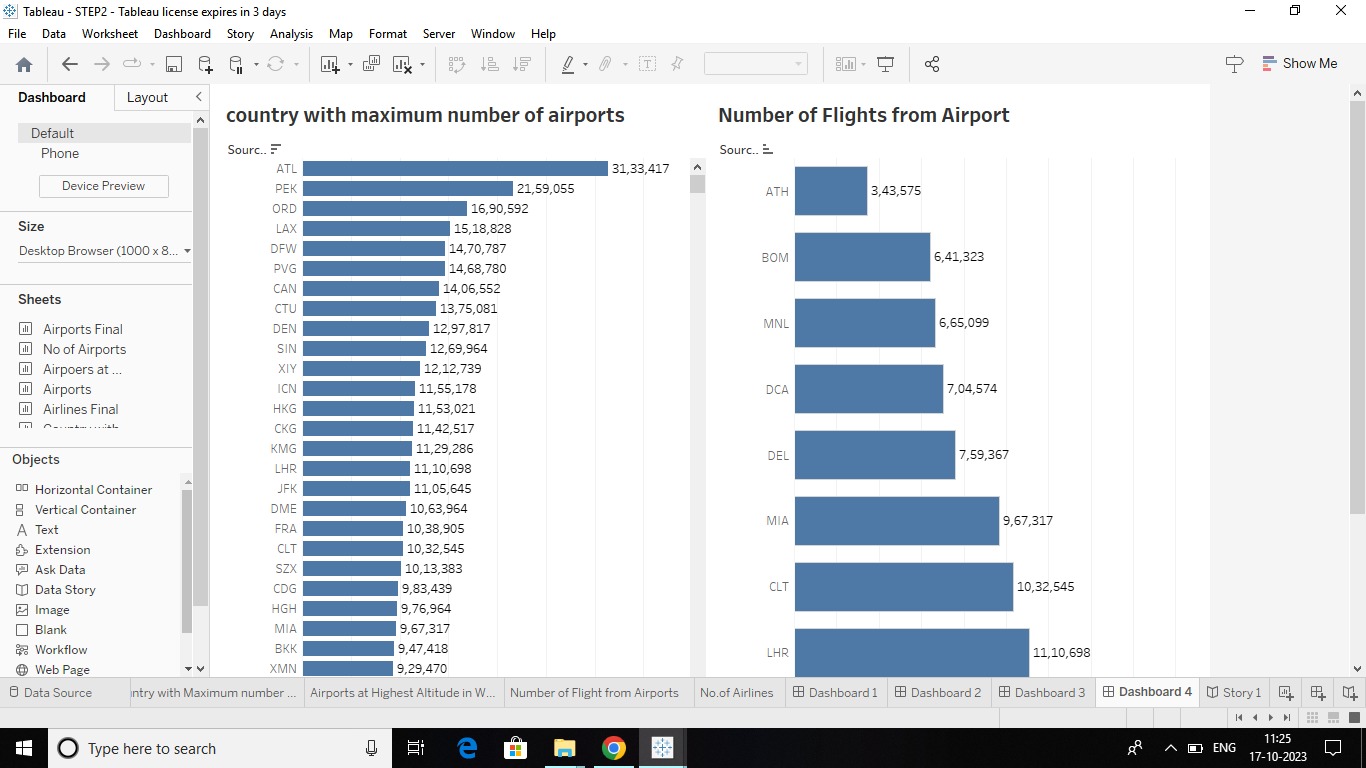 Tableau - STEP2 - Tableau license expires in 3 days
File Data Worksheet Dashboard Story Analysis Map Format Server Window Help
Show Me
Dashboard Layout
Default
Phone
Device Preview
Size
Desktop Browser (1000 x 8...
Sheets
Airports Final
No of Airports
Airpoers at ...
Airports
Airlines Final
Objects
Horizontal Container
Vertical Container
Text
Extension
Ask Data
Data Story
Image
Blank
Workflow
Web Page
country with maximum number of airports
Sourc..
ATL 31,33,417
PEK 21,59,055
ORD 16,90,592
LAX 15,18,828
DFW 14,70,787
PVG 14,68,780
CAN 14,06,552
CTU 13,75,081
DEN 12,97,817
SIN 12,69,964
XIY 12,12,739
ICN 11,55,178
HKG 11,53,021
CKG 11,42,517
KMG 11,29,286
LHR 11,10,698
JFK 11,05,645
DME 10,63,964
FRA 10,38,905
CLT 10,32,545
SZX 10,13,383
CDG 9,83,439
HGH 9,76,964
MIA 9,67,317
BKK 9,47,418
XMN 9,29,470
Number of Flights from Airport
Sourc..
ATH 3,43,575
BOM 6,41,323
MNL 6,65,099
DCA 7,04,574
DEL 7,59,367
MIA 9,67,317
CLT 10,32,545
LHR 11,10,698
Data Source ntry with Maximum number ... Airports at Highest Altitude in W... Number of Flight from Airports No.of Airlines Dashboard 1 Dashboard 2 Dashboard 3 Dashboard 4 Story 1
Type here to search
ENG
11:25
17-10-2023